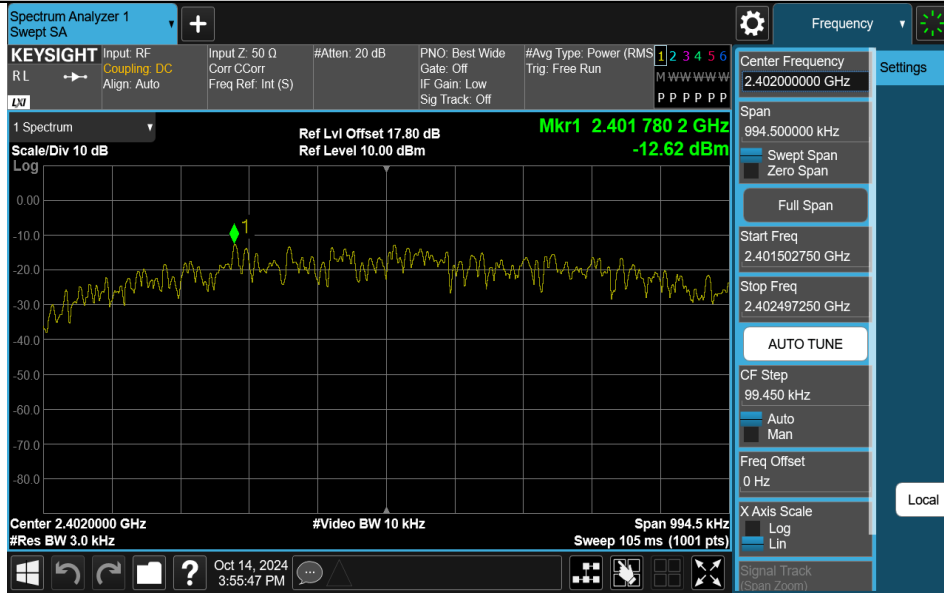 Spectrum Analyzer 1
Swept SA
+
Frequency
KEYSIGHT
R L
LXI
Input: RF
Coupling: DC
Align: Auto
Input Z: 50 Ω
Corr CCorr
Freq Ref: Int (S)
#Atten: 20 dB
PNO: Best Wide
Gate: Off
IF Gain: Low
Sig Track: Off
#Avg Type: Power (RMS
Trig: Free Run
1 2 3 4 5 6
M W W W W W
P P P P P P
1 Spectrum
Scale/Div 10 dB
Log
Ref Lvl Offset 17.80 dB
Ref Level 10.00 dBm
Mkr1 2.401 780 2 GHz
-12.62 dBm
0.00
-10.0
-20.0
-30.0
-40.0
-50.0
-60.0
-70.0
-80.0
1
Center 2.4020000 GHz
#Res BW 3.0 kHz
#Video BW 10 kHz
Span 994.5 kHz
Sweep 105 ms (1001 pts)
Center Frequency
2.402000000 GHz
Span
994.500000 kHz
Swept Span
Zero Span
Full Span
Start Freq
2.401502750 GHz
Stop Freq
2.402497250 GHz
AUTO TUNE
CF Step
99.450 kHz
Auto
Man
Freq Offset
0 Hz
X Axis Scale
Log
Lin
Signal Track
(Span Zoom)
Settings
Local
?
Oct 14, 2024
3:55:47 PM